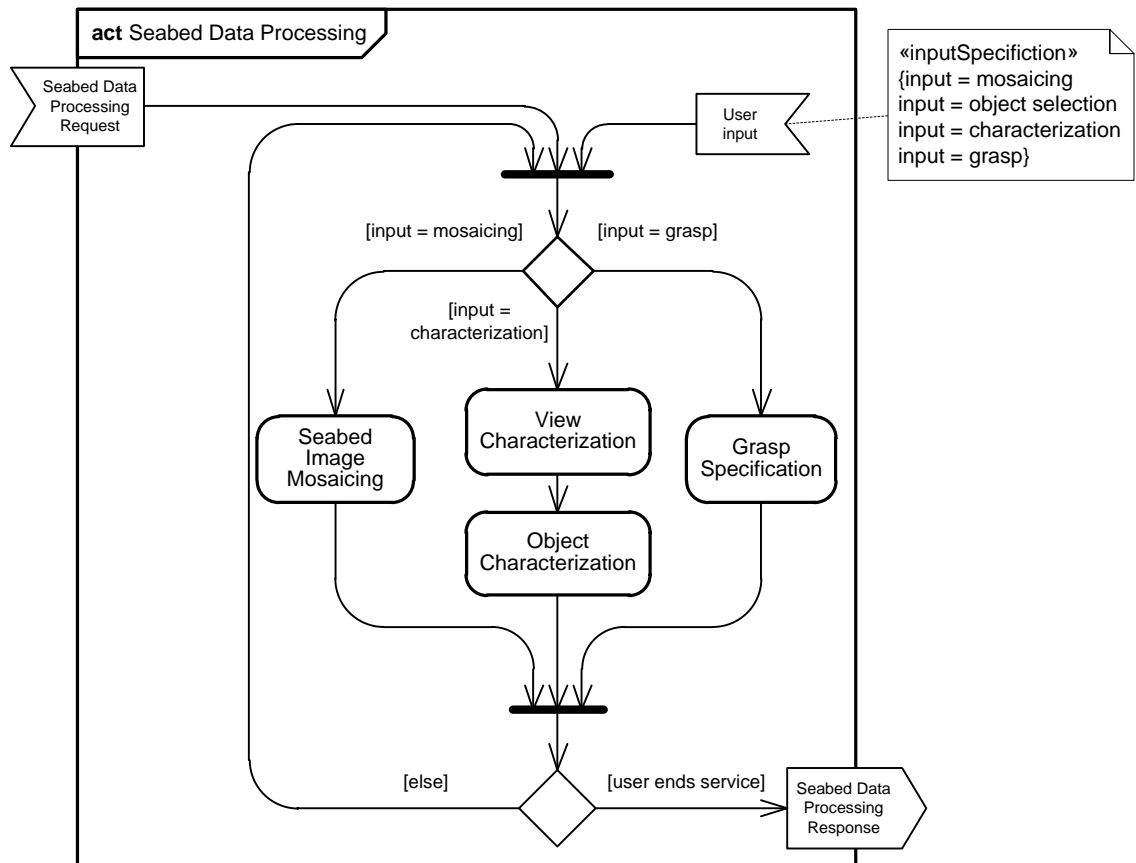 act Seabed Data Processing
«inputSpecifiction»
{input = mosaicing
input = object selection
input = characterization
input = grasp}
Seabed Data
Processing
Request
User
input
[input = mosaicing]
[input = grasp]
[input =
characterization]
Seabed
Image
Mosaicing
View
Characterization
Grasp
Specification
Object
Characterization
[else]
[user ends service]
Seabed Data
Processing
Response